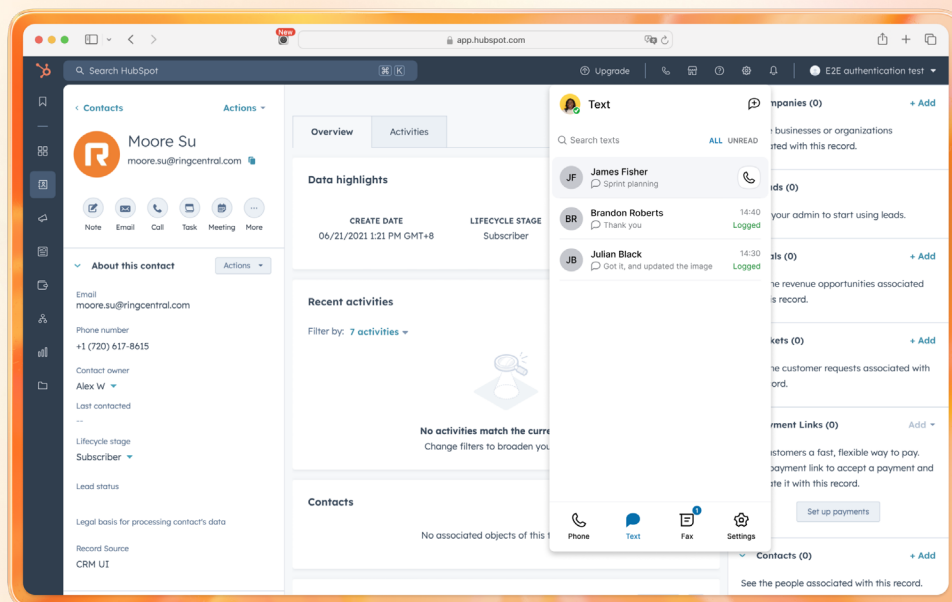 New
app.hubspot.com
Search HubSpot
⌘ K
Upgrade
E2E authentication test
Contacts
Actions
Moore Su
moore.su@ringcentral.com
Note
Email
Call
Task
Meeting
More
About this contact
Actions
Email
moore.su@ringcentral.com
Phone number
+1 (720) 617-8615
Contact owner
Alex W
Last contacted
--
Lifecycle stage
Subscriber
Lead status
Legal basis for processing contact's data
Record Source
CRM UI
Overview
Activities
Data highlights
CREATE DATE
06/21/2021 1:21 PM GMT+8
LIFECYCLE STAGE
Subscriber
Recent activities
Filter by: 7 activities
No activities match the curre
Change filters to broaden you
Contacts
No associated objects of this t
Text
Search texts
ALL
UNREAD
JF
James Fisher
Sprint planning
BR
Brandon Roberts
14:40
Thank you
Logged
JB
Julian Black
14:30
Got it, and updated the image
Logged
Phone
Text
1
Fax
Settings
mpanies (0)
+ Add
businesses or organizations
ated with this record.
ds (0)
your admin to start using leads.
als (0)
+ Add
he revenue opportunities associated
is record.
kets (0)
+ Add
he customer requests associated with
ord.
yment Links (0)
Add
ustomers a fast, flexible way to pay.
payment link to accept a payment and
ate it with this record.
Set up payments
Contacts (0)
+ Add
See the people associated with this record.